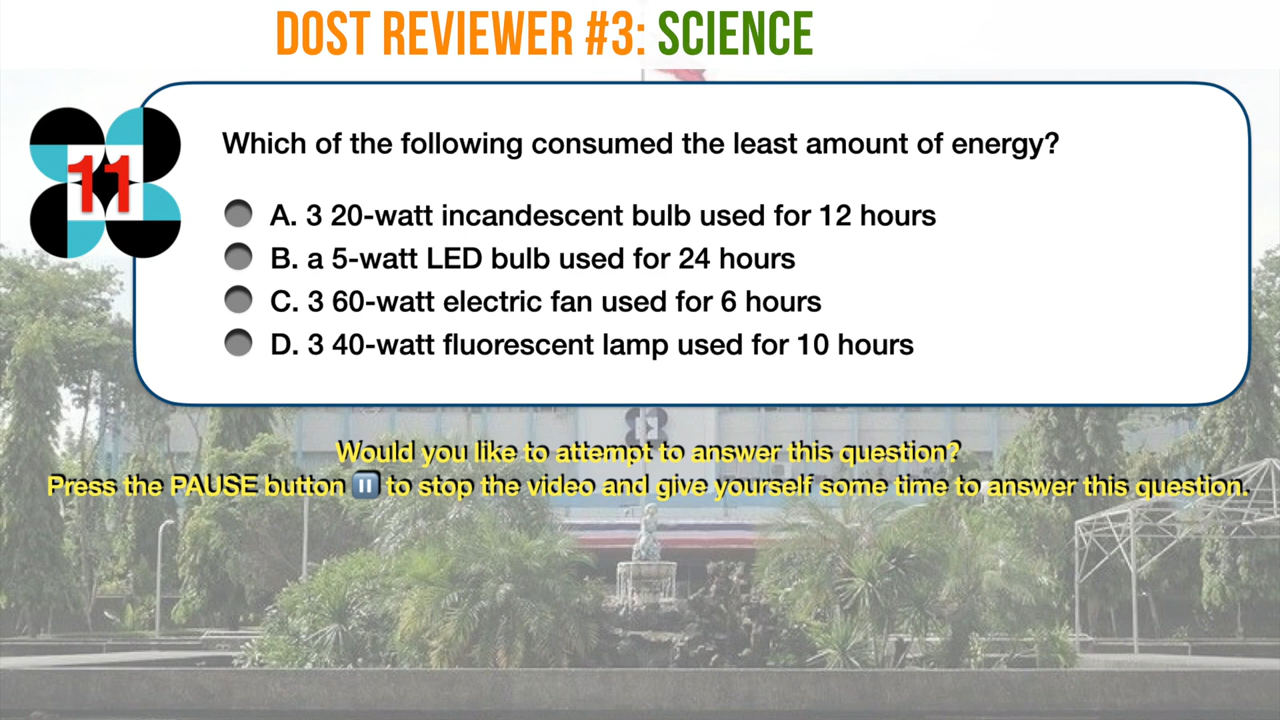 DOST REVIEWER #3: SCIENCE
11
Which of the following consumed the least amount of energy?
A. 3 20-watt incandescent bulb used for 12 hours
B. a 5-watt LED bulb used for 24 hours
C. 3 60-watt electric fan used for 6 hours
D. 3 40-watt fluorescent lamp used for 10 hours
Would you like to attempt to answer this question?
Press the PAUSE button ⏸ to stop the video and give yourself some time to answer this question.